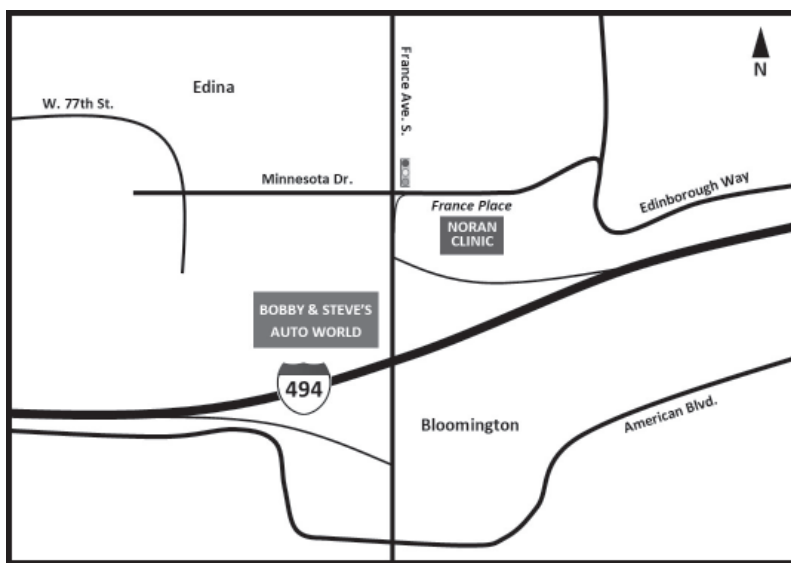 Edina
France Ave. S.
N
W. 77th St.
Minnesota Dr.
France Place
Edinborough Way
NORAN
CLINIC
BOBBY & STEVE'S
AUTO WORLD
494
Bloomington
American Blvd.